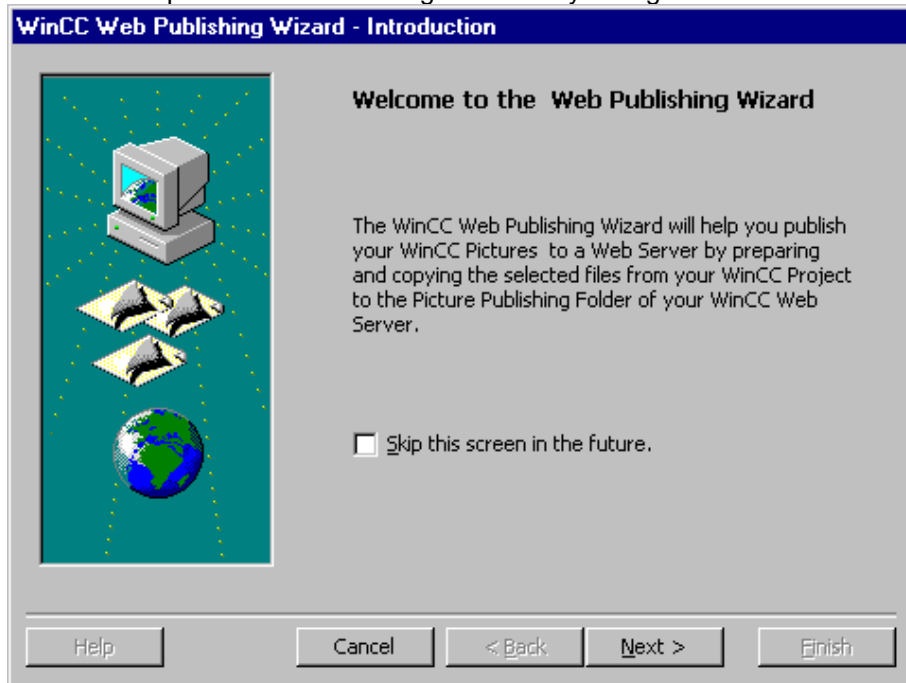 WinCC Web Publishing Wizard - Introduction
Welcome to the Web Publishing Wizard
The WinCC Web Publishing Wizard will help you publish
your WinCC Pictures to a Web Server by preparing
and copying the selected files from your WinCC Project
to the Picture Publishing Folder of your WinCC Web
Server.
Skip this screen in the future.
Help Cancel < Back Next > Finish